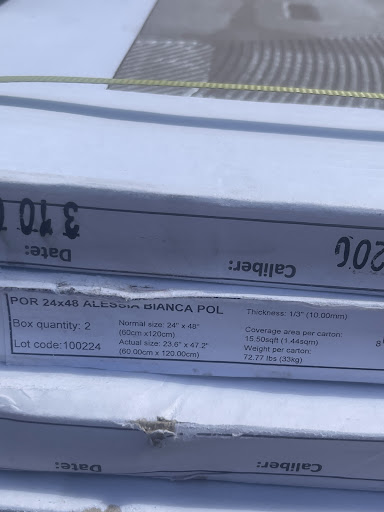 310
Date:
Caliber:
POR 24x48 ALESCIA BIANCA POL
Box quantity: 2
Lot code:100224
Normal size: 24" x 48"
(60cm x120cm)
Actual size: 23.6" x 47.2"
(60.00cm x 120.00cm)
Thickness: 1/3" (10.00mm)
Coverage area per carton:
15.50sqft (1.44sqm)
Weight per carton:
72.77 lbs (33kg)
Date:
Caliber: